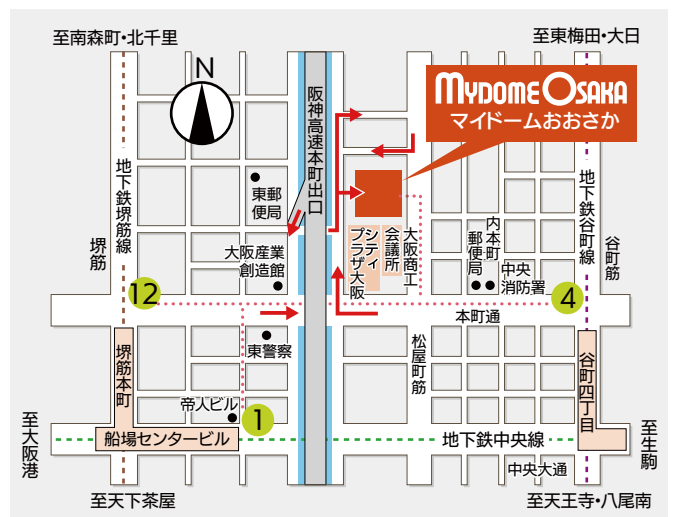 至南森町・北千里
至東梅田・大日
N
MYDOME OSAKA
マイドームおおさか
阪神高速本町出口
地下鉄堺筋線
堺筋
東郵
便局
大阪産業
創造館
シティ
プラザ大阪
大阪商工
会議所
内本町
郵便局
中央
消防署
地下鉄谷町線
谷町筋
12
4
本町通
東警察
松屋町筋
堺筋本町
谷町四丁目
帝人ビル
1
至大阪港
船場センタービル
地下鉄中央線
至生駒
中央大通
至天下茶屋
至天王寺・八尾南